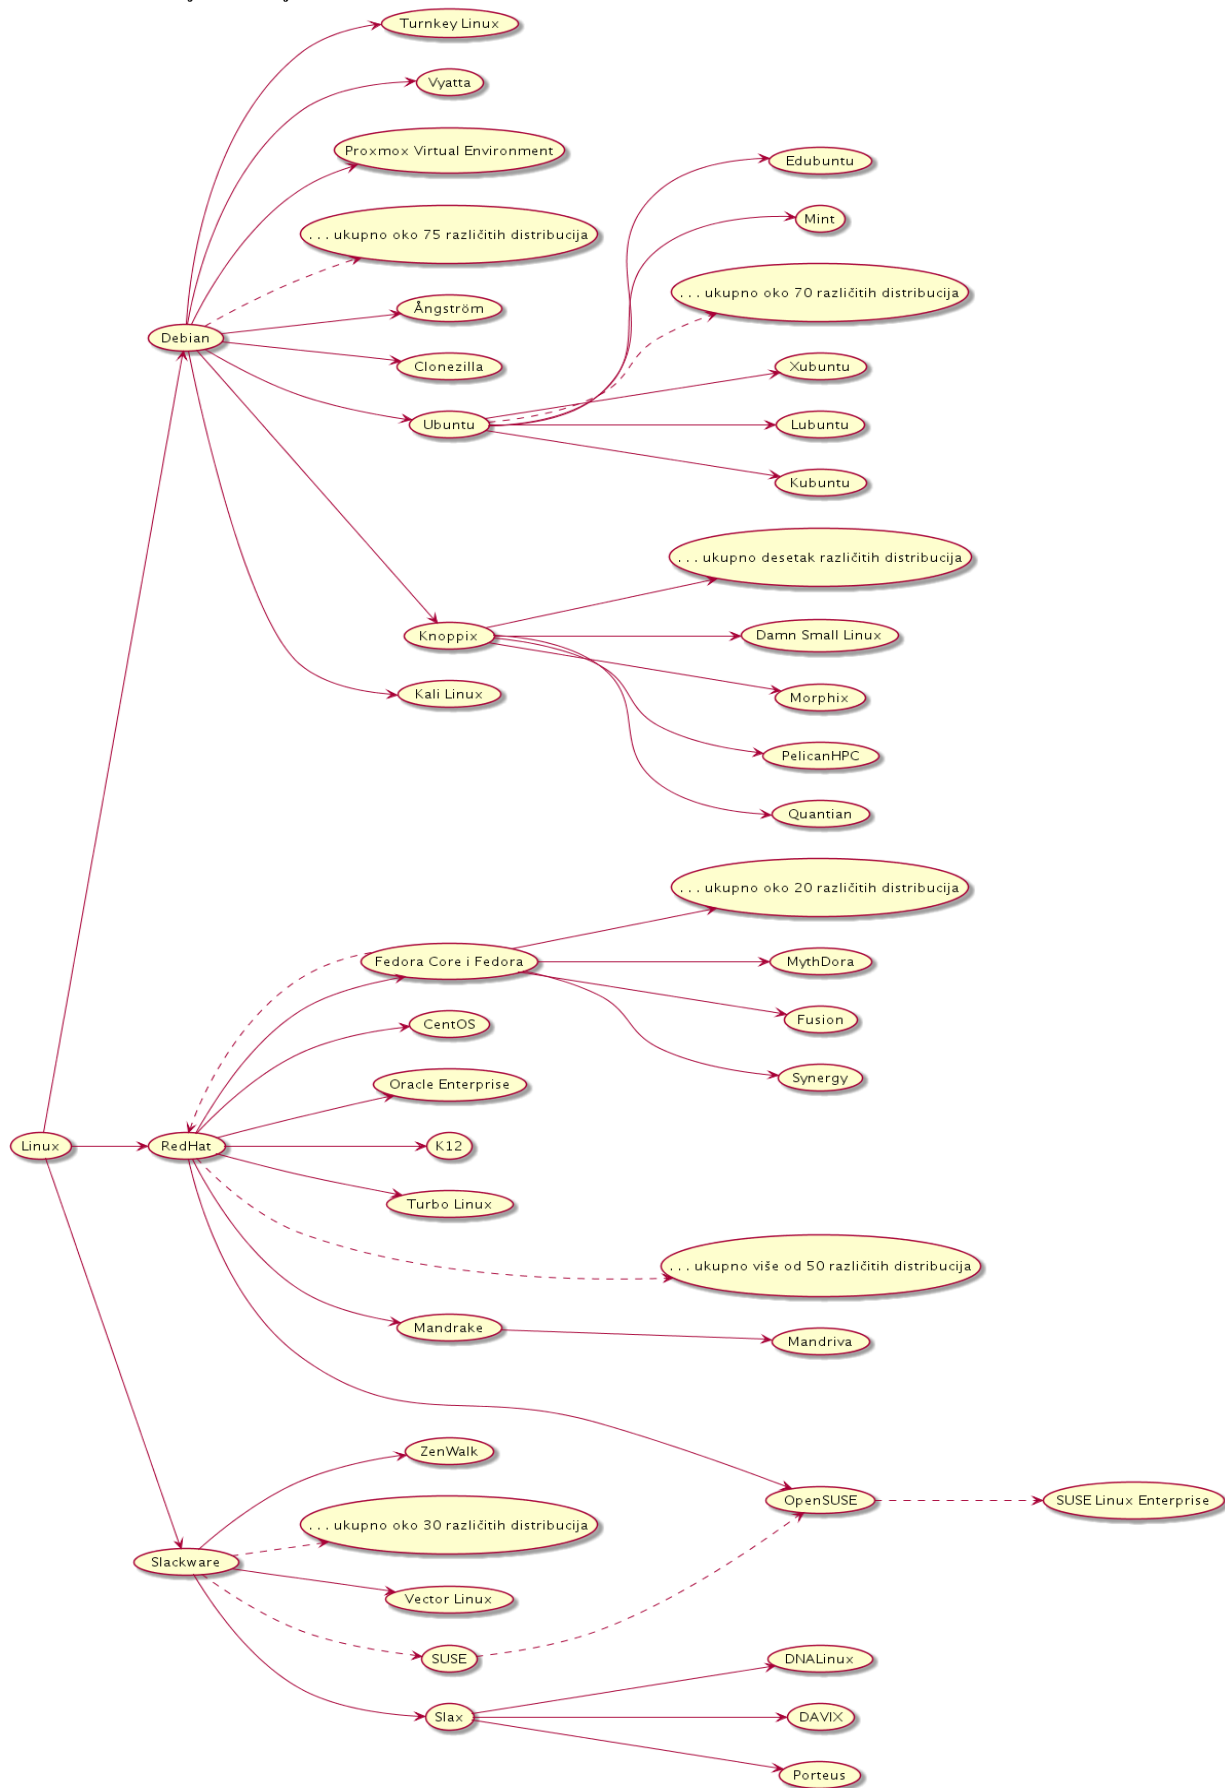 Turnkey Linux
Vyatta
Proxmox Virtual Environment
Edubuntu
Mint
. . . ukupno oko 75 različitih distribucija
. . . ukupno oko 70 različitih distribucija
Ångström
Debian
Clonezilla
Xubuntu
Ubuntu
Lubuntu
Kubuntu
. . . ukupno desetak različitih distribucija
Knoppix
Damn Small Linux
Kali Linux
Morphix
PelicanHPC
Quantian
. . . ukupno oko 20 različitih distribucija
Fedora Core i Fedora
MythDora
CentOS
Fusion
Oracle Enterprise
Synergy
Linux
RedHat
K12
Turbo Linux
. . . ukupno više od 50 različitih distribucija
Mandrake
Mandriva
ZenWalk
OpenSUSE
SUSE Linux Enterprise
. . . ukupno oko 30 različitih distribucija
Slackware
Vector Linux
SUSE
DNALinux
Slax
DAVIX
Porteus